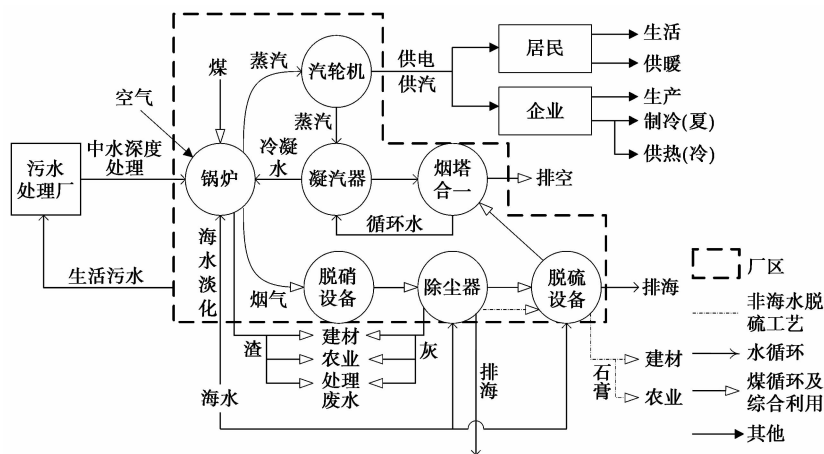 煤
空气
蒸汽
汽轮机
供电
供汽
居民
生活
供暖
企业
生产
制冷(夏)
供热(冷)
蒸汽
污水
处理厂
中水深度
处理
锅炉
冷凝
水
凝汽器
烟塔
合一
排空
循环水
生活污水
海水淡化
烟气
脱硝
设备
除尘器
脱硫
设备
排海
渣
建材
农业
处理
废水
灰
排海
海水
石膏
建材
农业
厂区
非海水脱
硫工艺
水循环
煤循环及
综合利用
其他